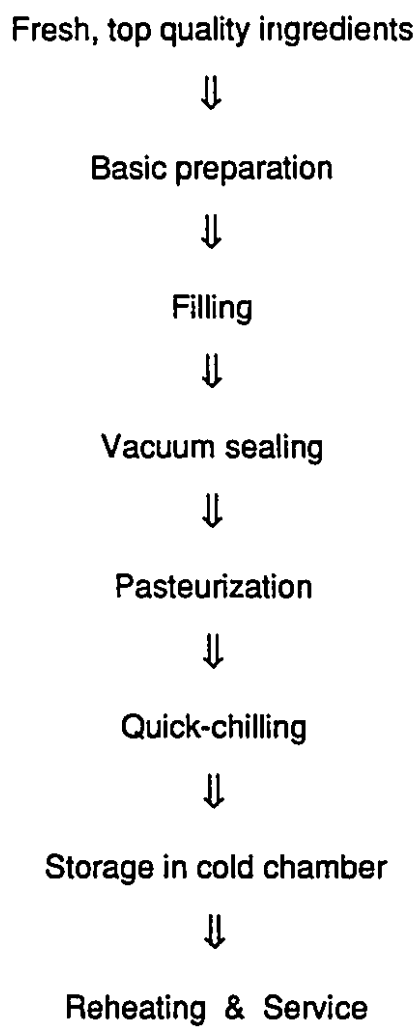 Fresh, top quality ingredients
⇓
Basic preparation
⇓
Filling
⇓
Vacuum sealing
⇓
Pasteurization
⇓
Quick-chilling
⇓
Storage in cold chamber
⇓
Reheating & Service